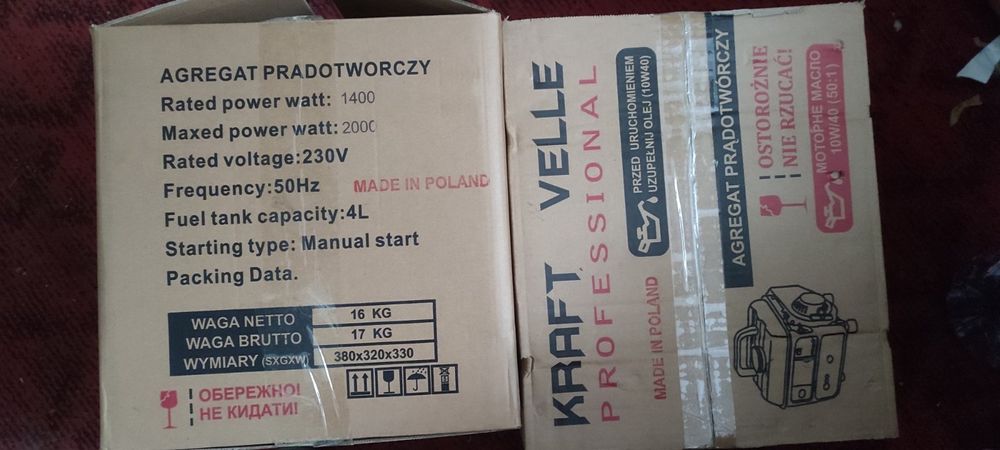 AGREGAT PRADOTWORCZY
Rated power watt: 1400
Maxed power watt: 2000
Rated voltage:230V
Frequency:50Hz
MADE IN POLAND
Fuel tank capacity:4L
Starting type: Manual start
Packing Data.
WAGA NETTO 16 KG
WAGA BRUTTO 17 KG
WYMIARY (SXGXW) 380x320x330
ОБЕРЕЖНО!
НЕ КИДАТИ!
KRAFT VELLE
PROFESSIONAL
MADE IN POLAND
PRZED URUCHOMIENIEM
UZUPEŁNIJ OLEJ (10W40)
AGREGAT PRĄDOTWÓRCZY
OSTOROŻNIE
NIE RZUCAĆ!
МОТОРНЕ МАСЛО
10W/40 (50:1)